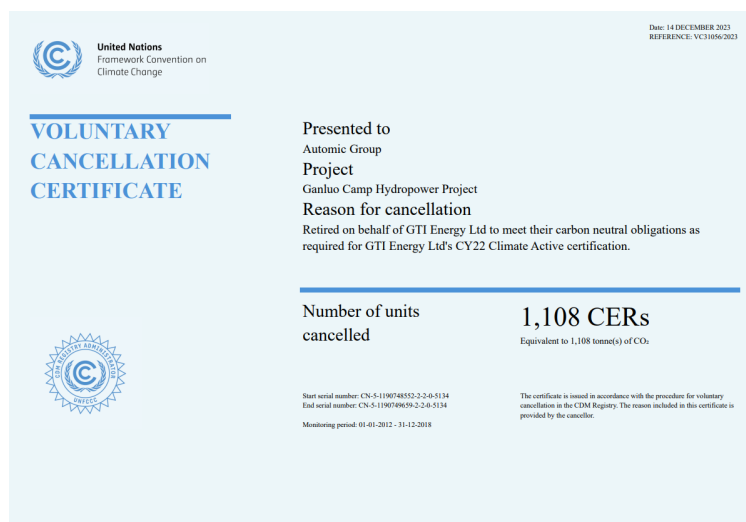 Date: 14 DECEMBER 2023
REFERENCE: VC31056/2023
United Nations
Framework Convention on
Climate Change
VOLUNTARY
CANCELLATION
CERTIFICATE
Presented to
Automic Group
Project
Ganluo Camp Hydropower Project
Reason for cancellation
Retired on behalf of GTI Energy Ltd to meet their carbon neutral obligations as
required for GTI Energy Ltd's CY22 Climate Active certification.
Number of units
cancelled
1,108 CERs
Equivalent to 1,108 tonne(s) of CO₂
CDM REGISTRY ADMINISTRATOR
UNFCCC
Start serial number: CN-5-1190748552-2-2-0-5134
End serial number: CN-5-1190749659-2-2-0-5134
Monitoring period: 01-01-2012 - 31-12-2018
The certificate is issued in accordance with the procedure for voluntary
cancellation in the CDM Registry. The reason included in this certificate is
provided by the cancellor.